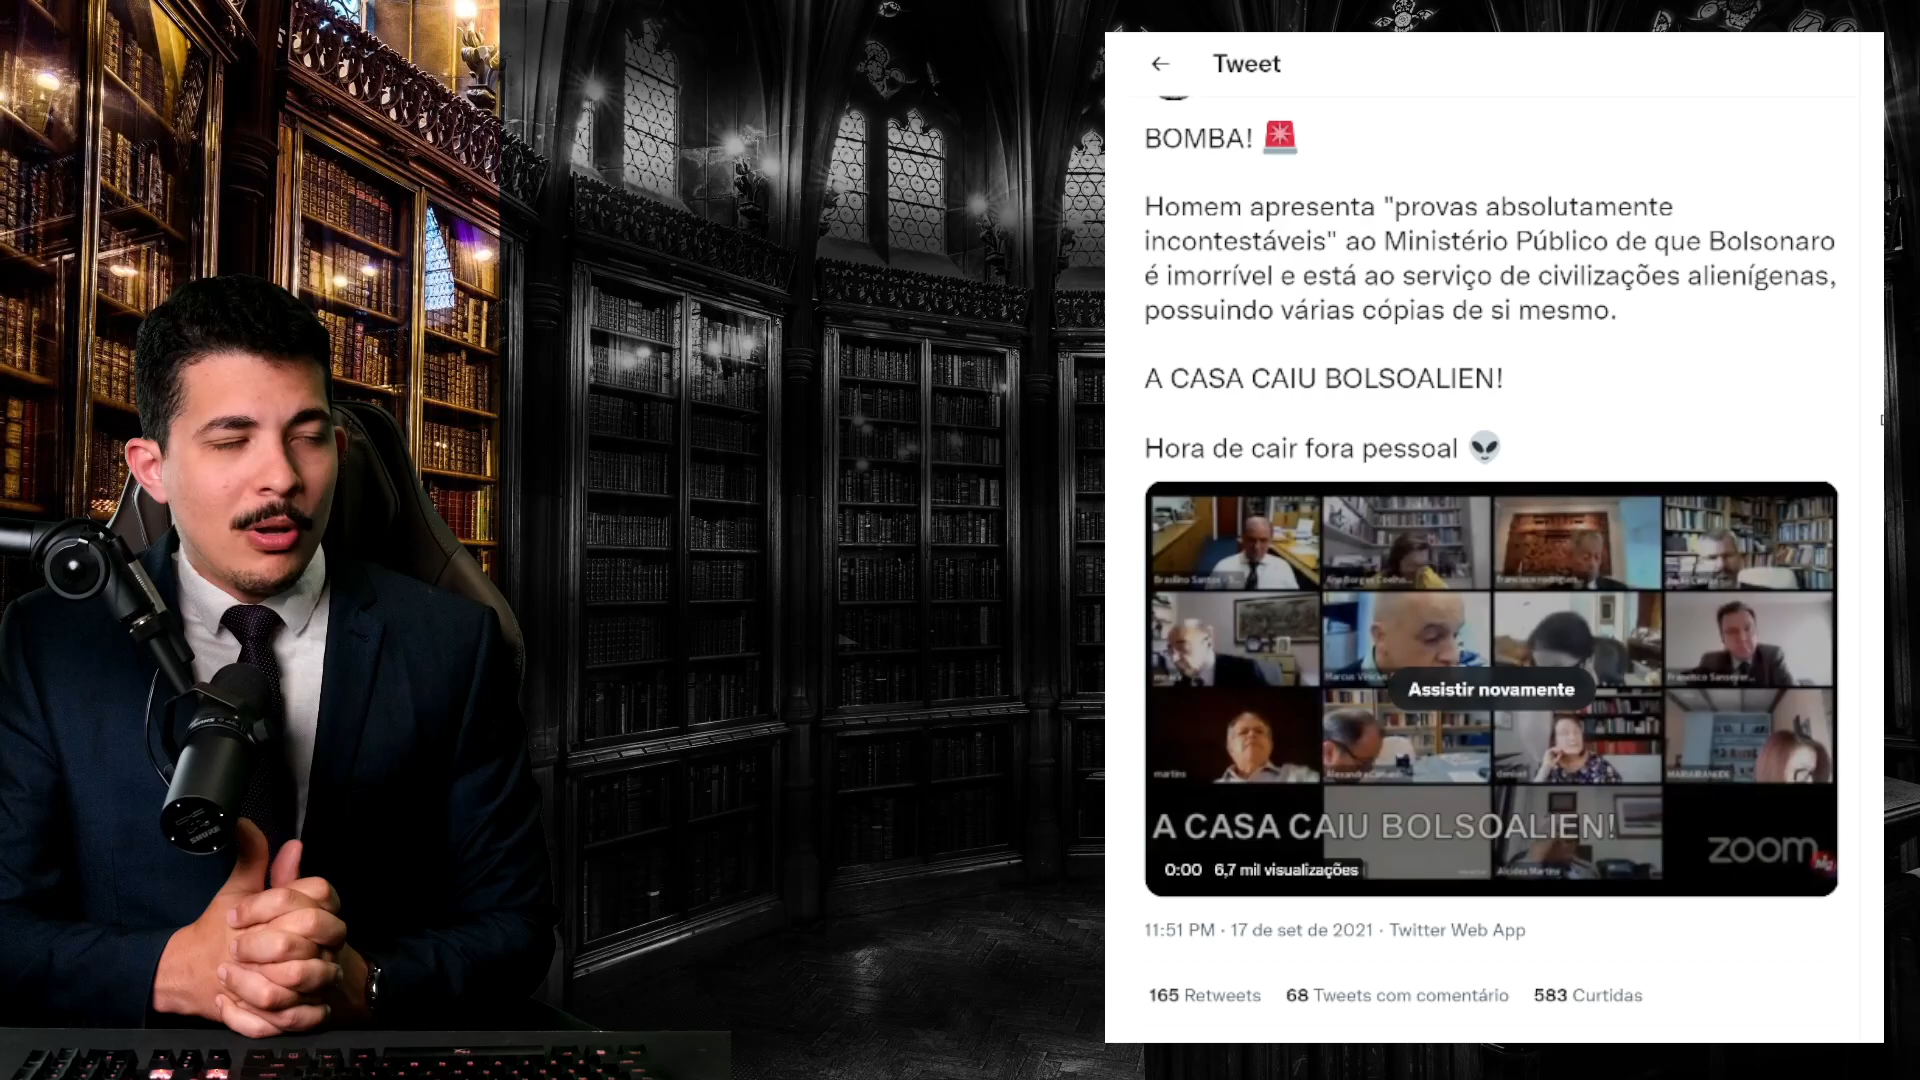 Tweet
BOMBA! 🚨
Homem apresenta "provas absolutamente
incontestáveis" ao Ministério Público de que Bolsonaro
é imorrível e está ao serviço de civilizações alienígenas,
possuindo várias cópias de si mesmo.
A CASA CAIU BOLSOALIEN!
Hora de cair fora pessoal 👽
Assistir novamente
martins
A CASA CAIU BOLSOALIEN!
zoom
0:00 6,7 mil visualizações
Alcides Martins
11:51 PM · 17 de set de 2021 · Twitter Web App
165 Retweets 68 Tweets com comentário 583 Curtidas